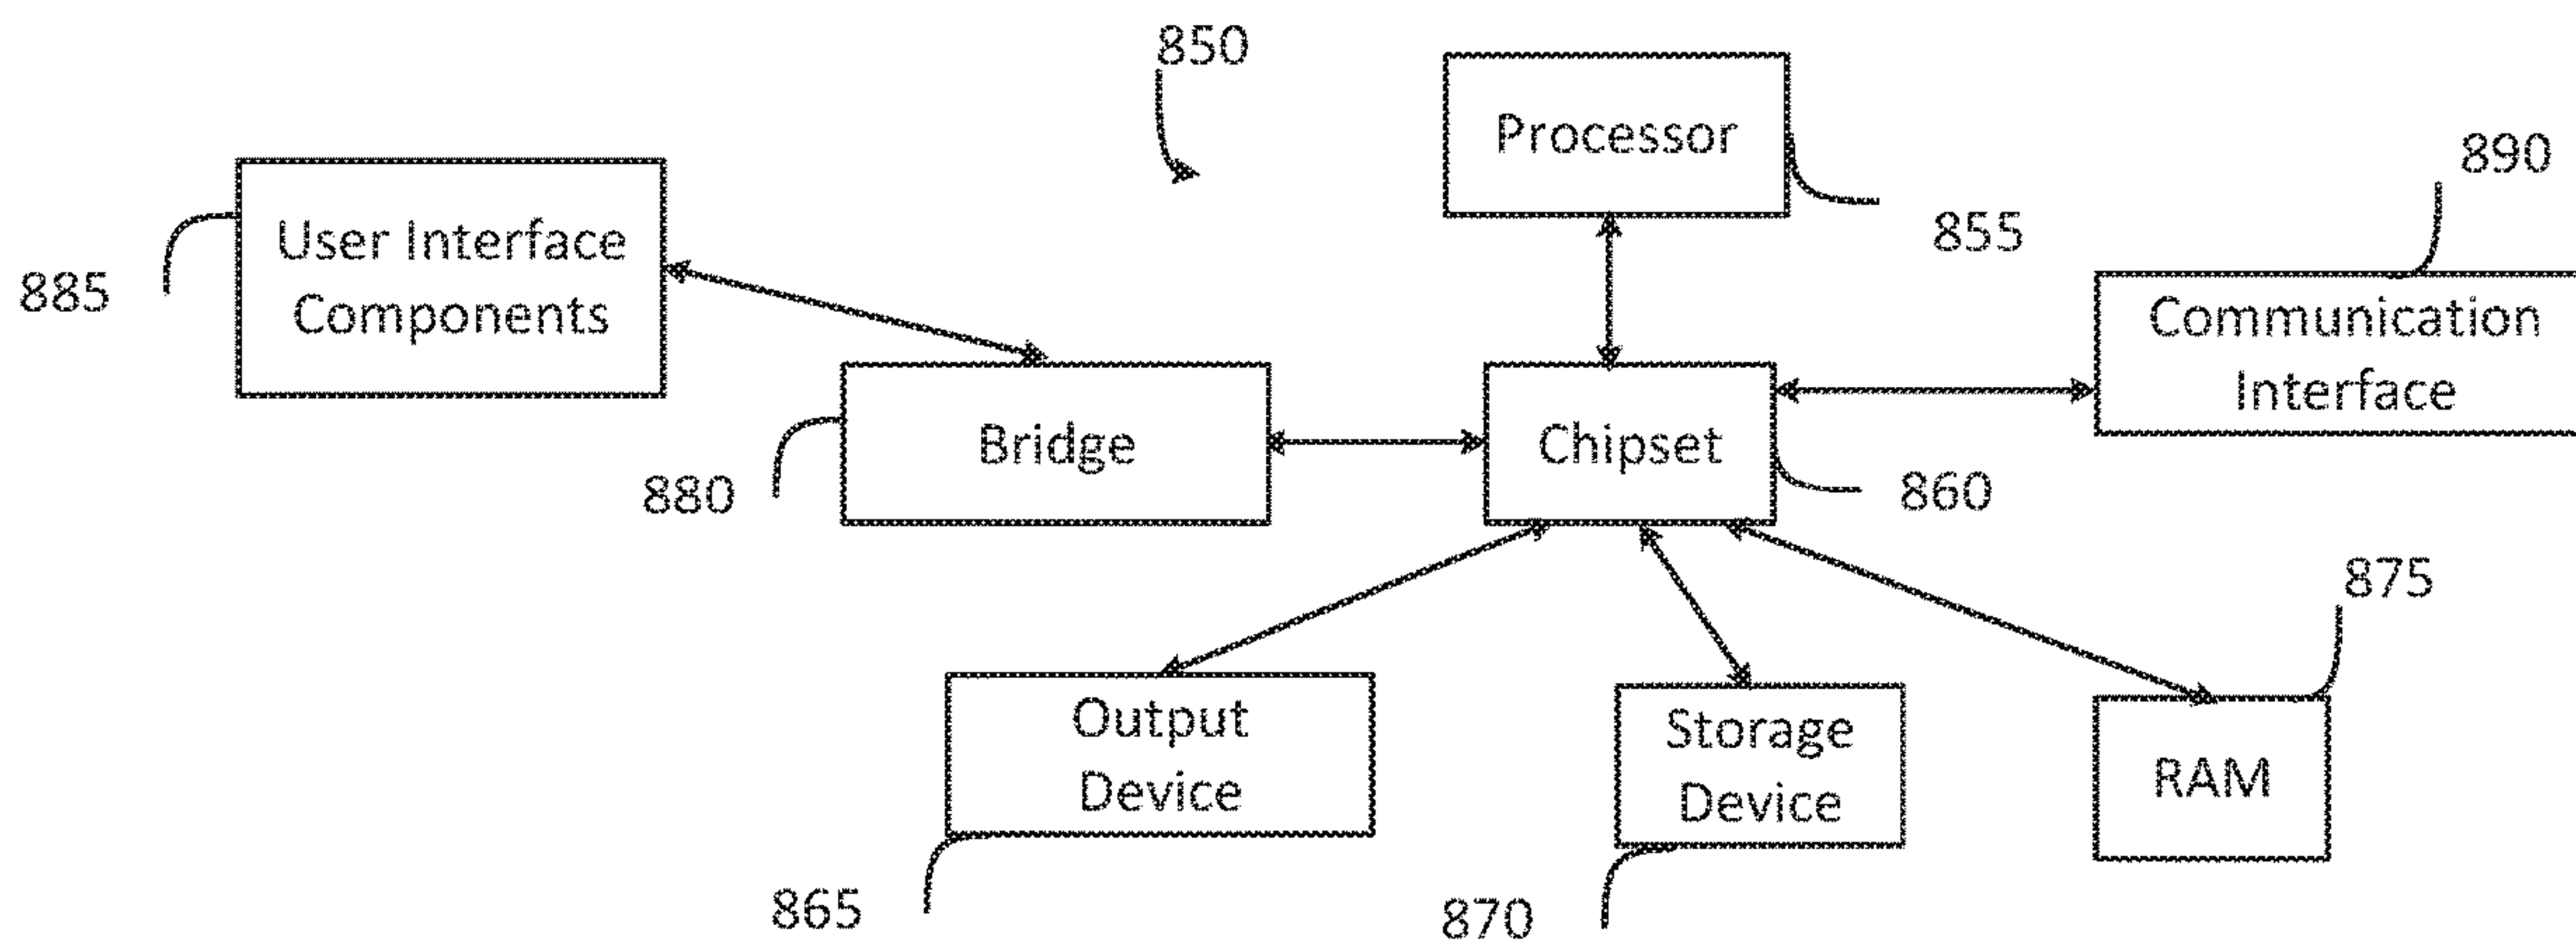 850
Processor
890
User Interface
Components
855
885
Communication
Interface
Bridge
Chipset
880
860
875
Output
Device
Storage
Device
RAM
865
870